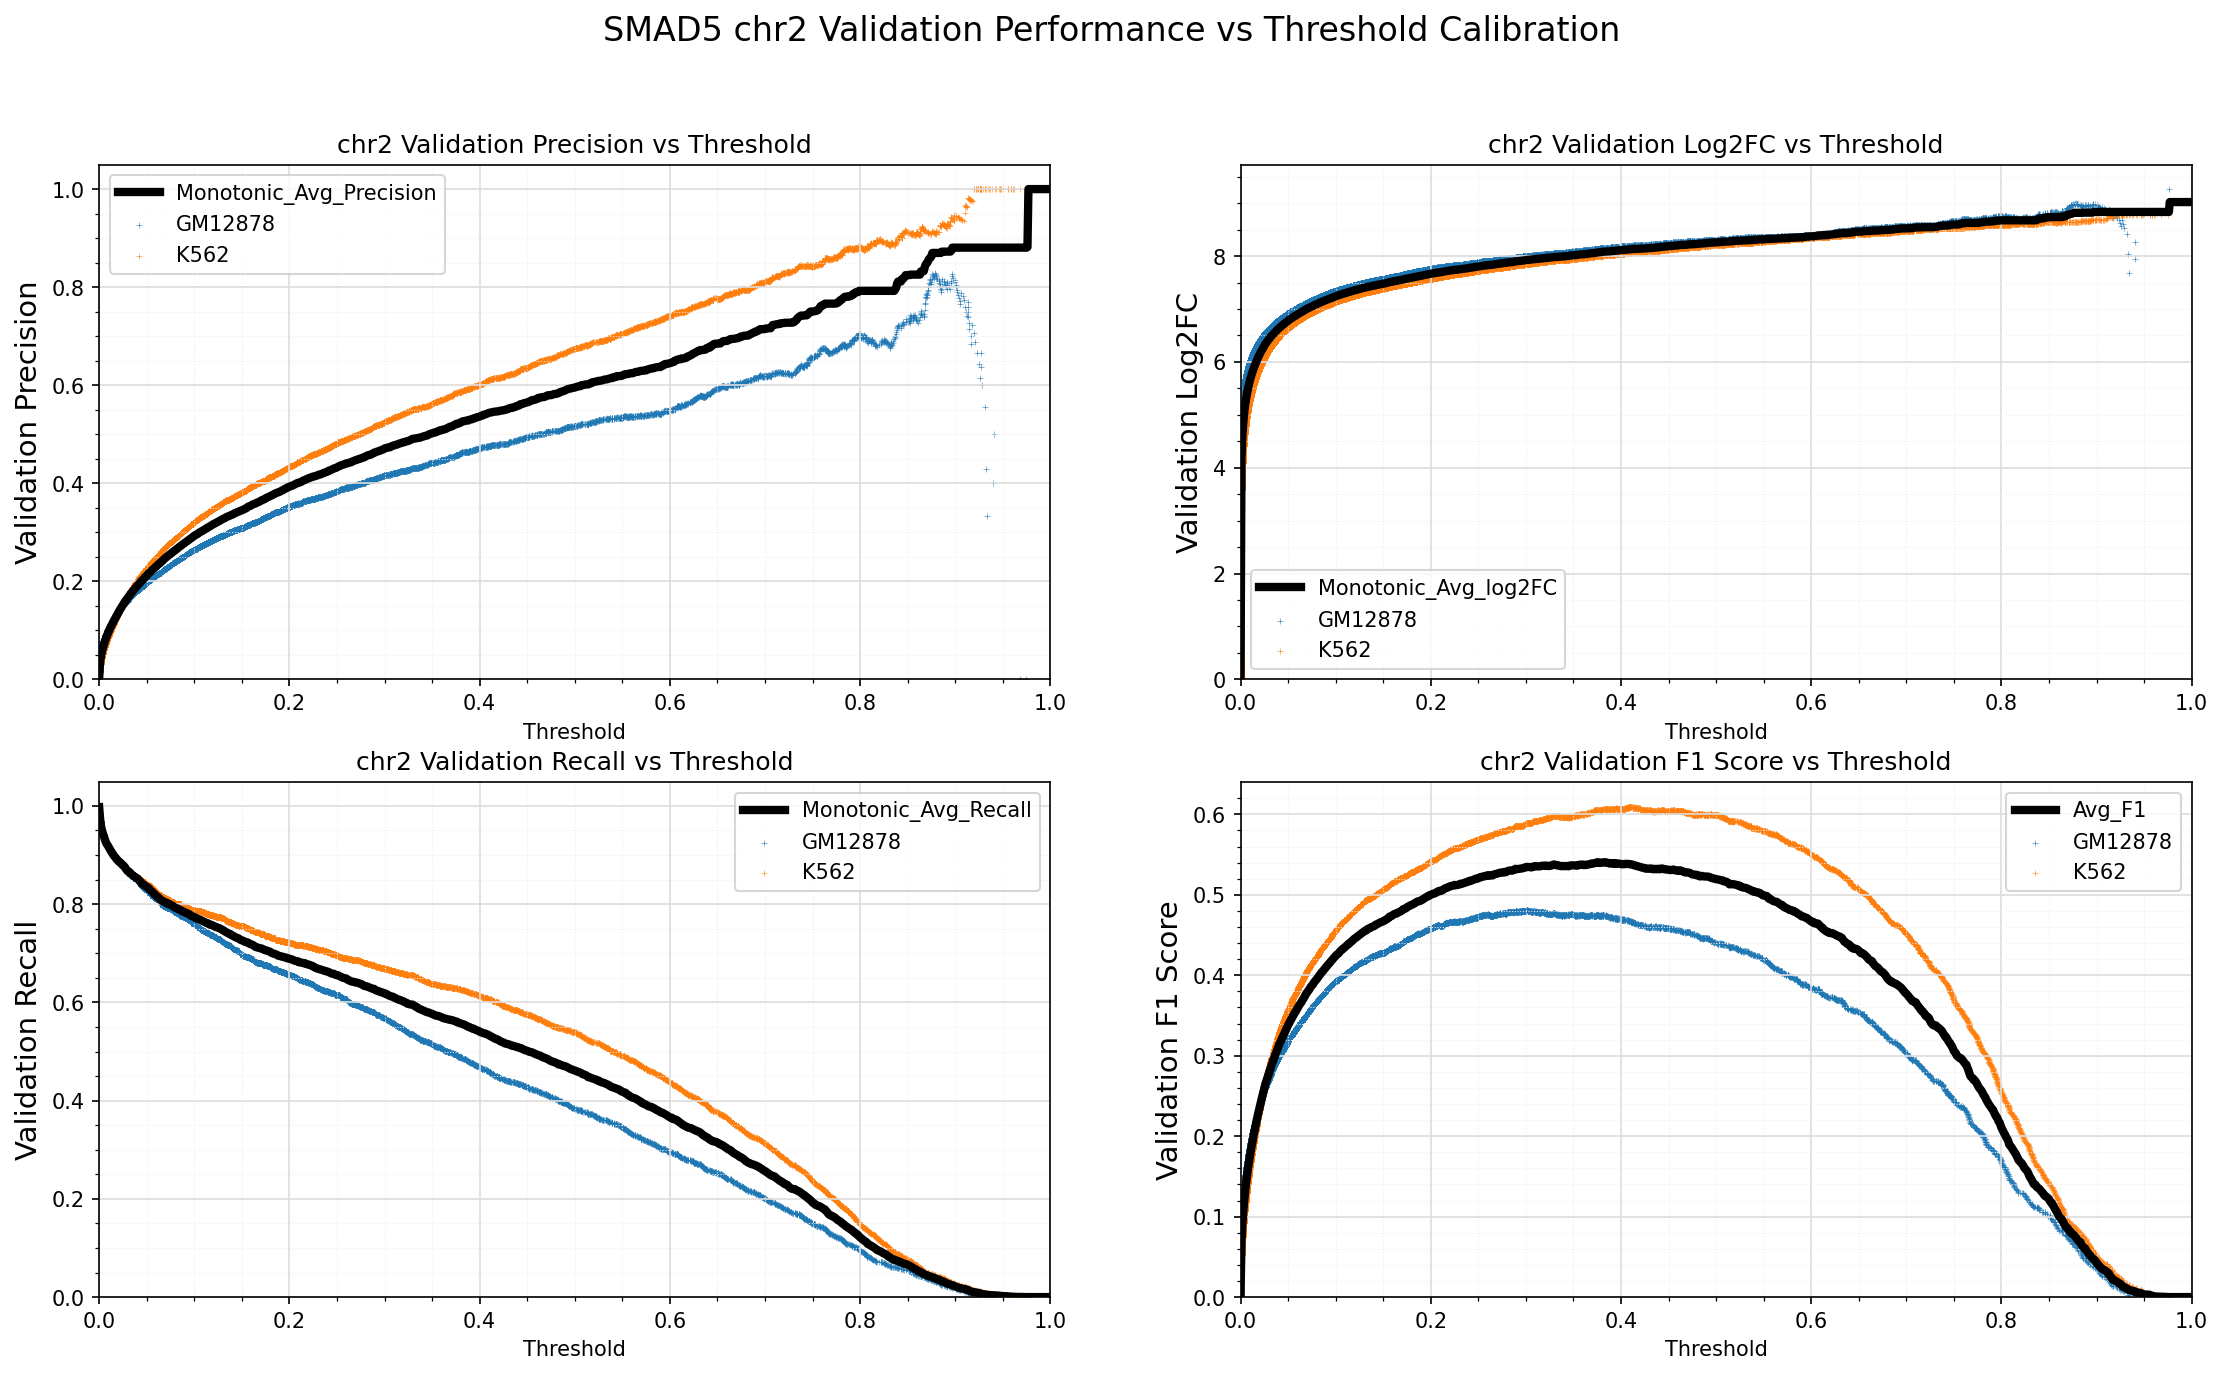 SMAD5 chr2 Validation Performance vs Threshold Calibration
chr2 Validation Precision vs Threshold
Validation Precision
1.0
0.8
0.6
0.4
0.2
0.0
Monotonic_Avg_Precision
GM12878
K562
0.0 0.2 0.4 0.6 0.8 1.0
Threshold
chr2 Validation Log2FC vs Threshold
Validation Log2FC
8
6
4
2
0
Monotonic_Avg_log2FC
GM12878
K562
0.0 0.2 0.4 0.6 0.8 1.0
Threshold
chr2 Validation Recall vs Threshold
Validation Recall
1.0
0.8
0.6
0.4
0.2
0.0
Monotonic_Avg_Recall
GM12878
K562
0.0 0.2 0.4 0.6 0.8 1.0
Threshold
chr2 Validation F1 Score vs Threshold
Validation F1 Score
0.6
0.5
0.4
0.3
0.2
0.1
0.0
Avg_F1
GM12878
K562
0.0 0.2 0.4 0.6 0.8 1.0
Threshold